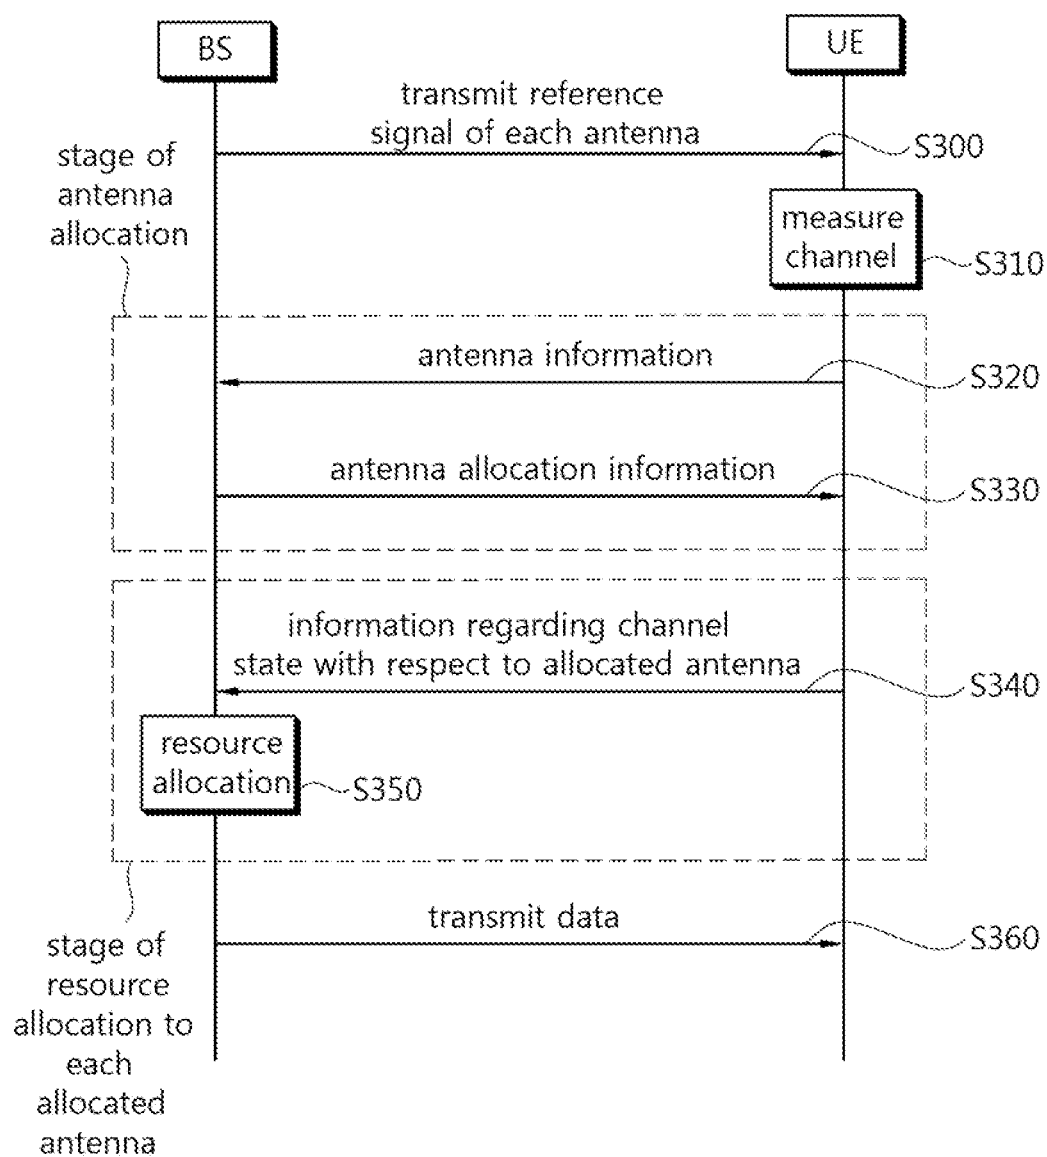 BS
UE
transmit reference
signal of each antenna
S300
stage of
antenna
allocation
measure
channel
S310
antenna information
S320
antenna allocation information
S330
information regarding channel
state with respect to allocated antenna
S340
resource
allocation
S350
transmit data
S360
stage of
resource
allocation to
each
allocated
antenna